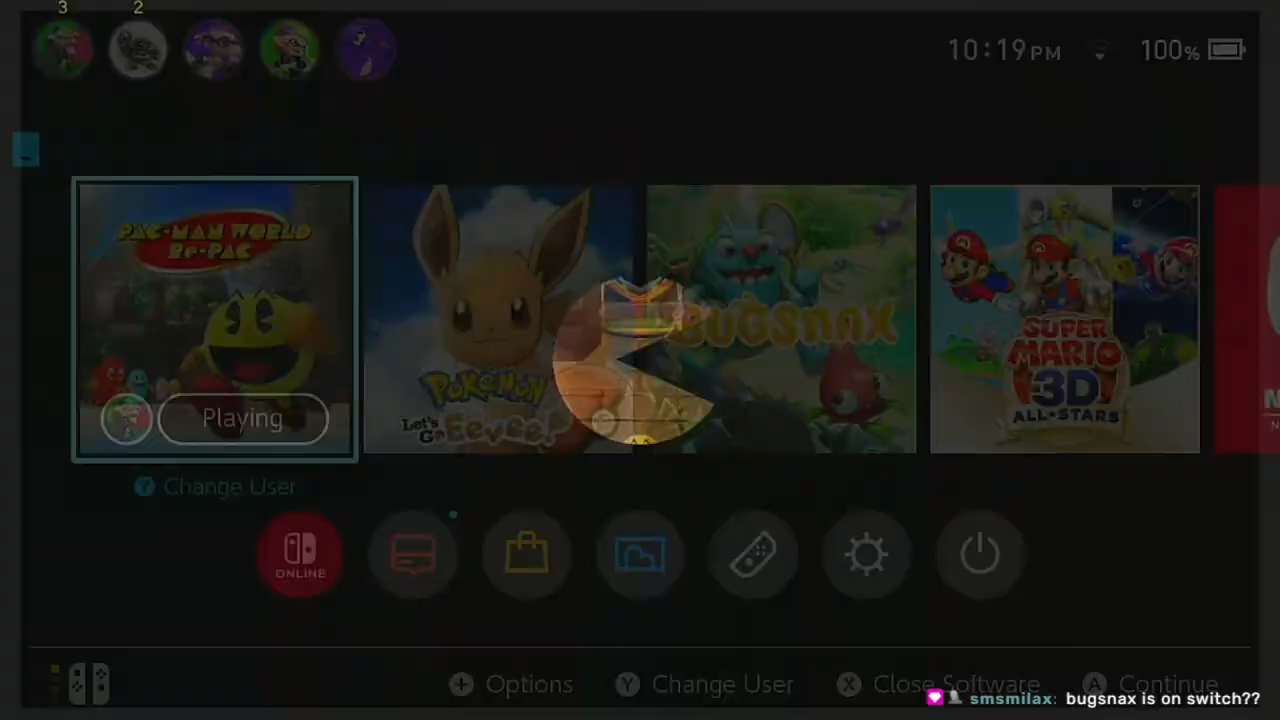 3 2
10:19 PM 100%
PAC-MAN WORLD
Re-PAC
Playing
POKéMON
Let's Go Eevee!
BUGSNAX
SUPER
MARIO
3D
ALL★STARS
Change User
ONLINE
Options Change User Close Software Continue
smsmilax: bugsnax is on switch??